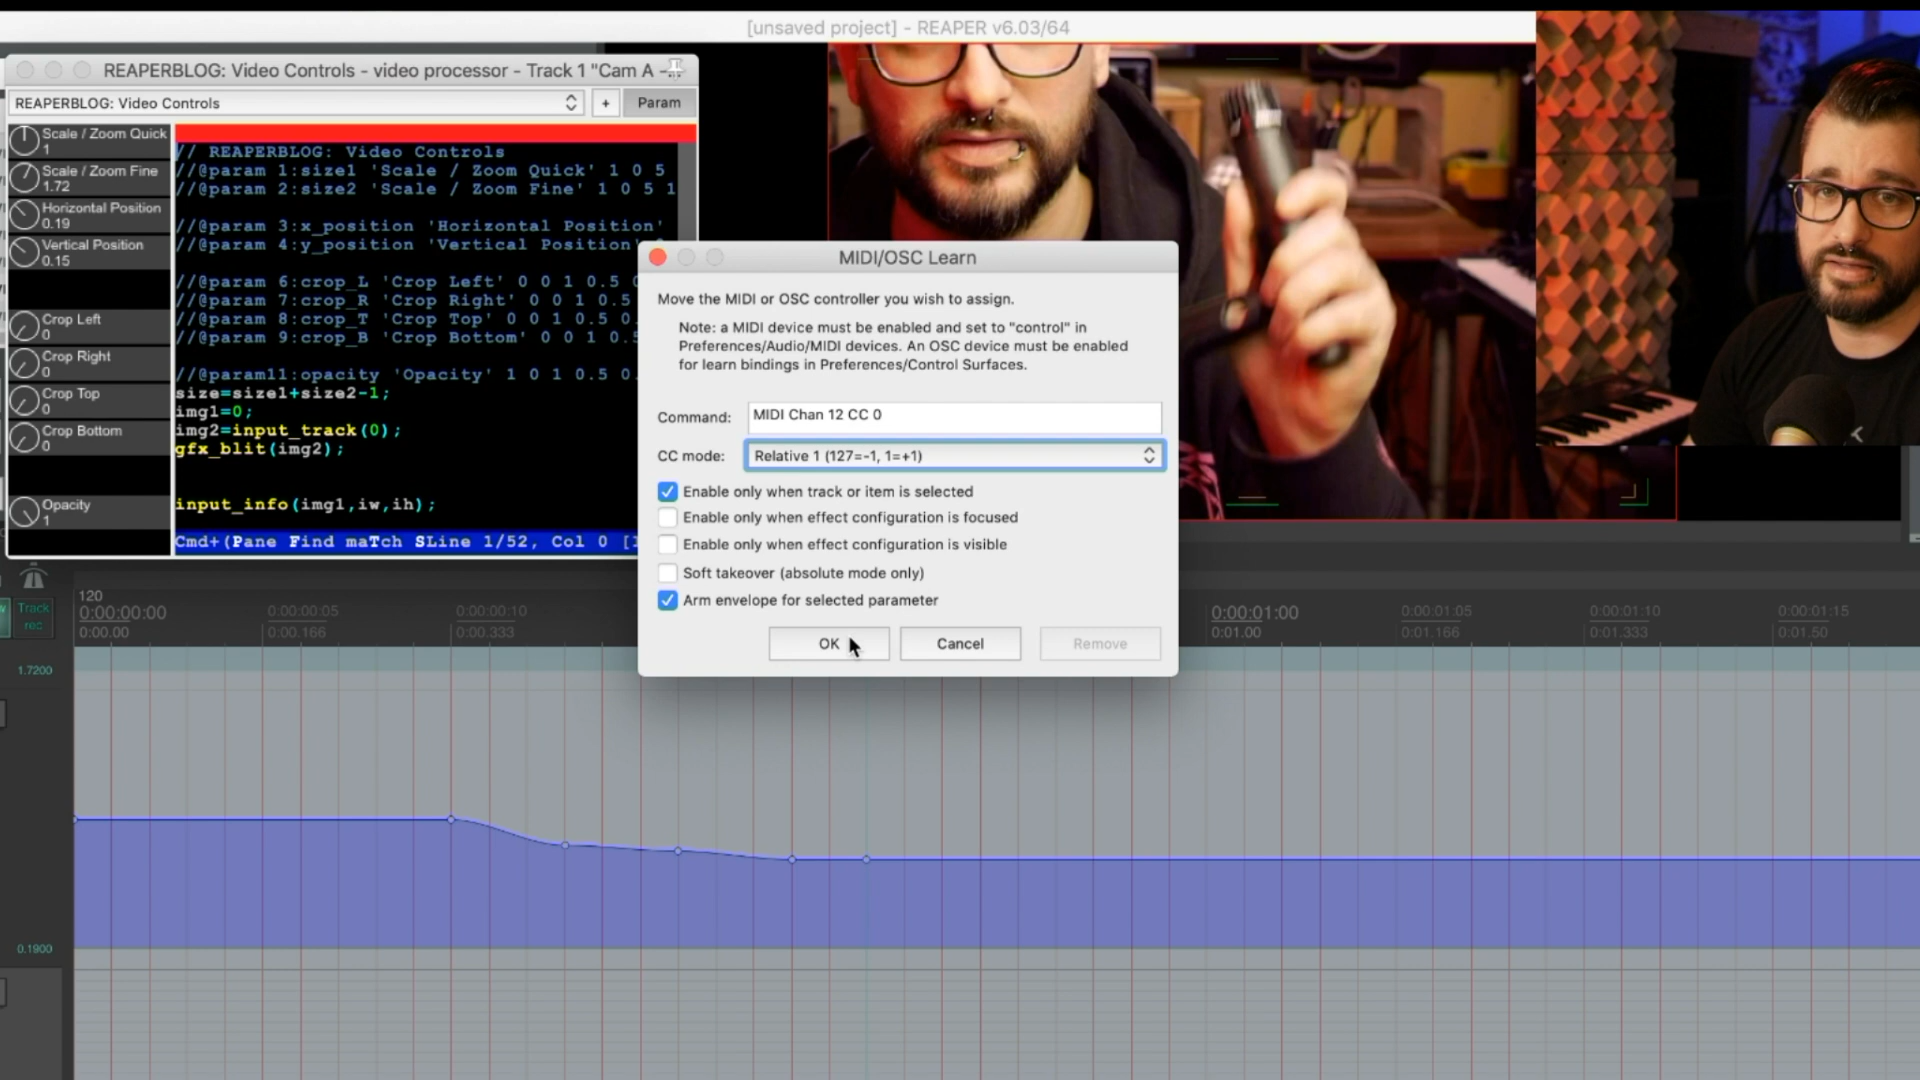 [unsaved project] - REAPER v6.03/64
REAPERBLOG: Video Controls - video processor - Track 1 "Cam A -...
REAPERBLOG: Video Controls
+
Param
Scale / Zoom Quick
1
Scale / Zoom Fine
1.72
Horizontal Position
0.19
Vertical Position
0.15
Crop Left
0
Crop Right
0
Crop Top
0
Crop Bottom
0
Opacity
1
// REAPERBLOG: Video Controls
//@param 1:size1 'Scale / Zoom Quick' 1 0 5
//@param 2:size2 'Scale / Zoom Fine' 1 0 5 1
//@param 3:x_position 'Horizontal Position'
//@param 4:y_position 'Vertical Position'
//@param 6:crop_L 'Crop Left' 0 0 1 0.5 0
//@param 7:crop_R 'Crop Right' 0 0 1 0.5
//@param 8:crop_T 'Crop Top' 0 0 1 0.5 0.
//@param 9:crop_B 'Crop Bottom' 0 0 1 0.5
//@param11:opacity 'Opacity' 1 0 1 0.5 0.
size=size1+size2-1;
img1=0;
img2=input_track(0);
gfx_blit(img2);
input_info(img1,iw,ih);
Cmd+(Pane Find maTch SLine 1/52, Col 0 [1
MIDI/OSC Learn
Move the MIDI or OSC controller you wish to assign.
Note: a MIDI device must be enabled and set to "control" in
Preferences/Audio/MIDI devices. An OSC device must be enabled
for learn bindings in Preferences/Control Surfaces.
Command: MIDI Chan 12 CC 0
CC mode: Relative 1 (127=-1, 1=+1)
Enable only when track or item is selected
Enable only when effect configuration is focused
Enable only when effect configuration is visible
Soft takeover (absolute mode only)
Arm envelope for selected parameter
OK
Cancel
Remove
Track
rec
120
0:00:00:00
0:00.00
0:00:00:05
0:00.166
0:00:00:10
0:00.333
0:00:01:00
0:01.00
0:00:01:05
0:01.166
0:00:01:10
0:01.333
0:00:01:15
0:01.50
1.7200
0.1900